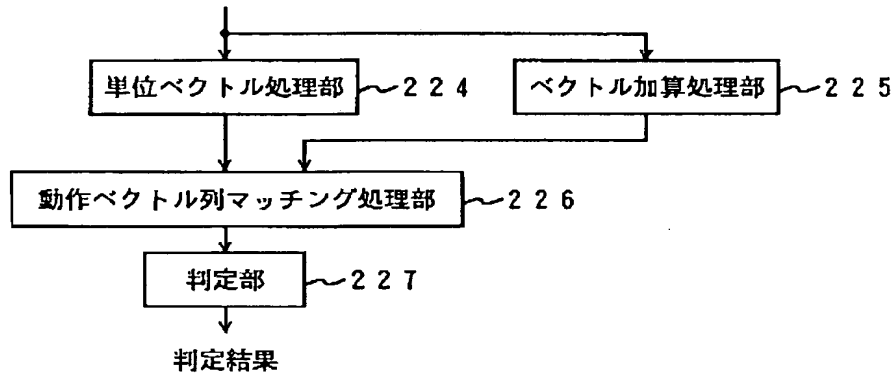 単位ベクトル処理部 224
ベクトル加算処理部 225
動作ベクトル列マッチング処理部 226
判定部 227
判定結果